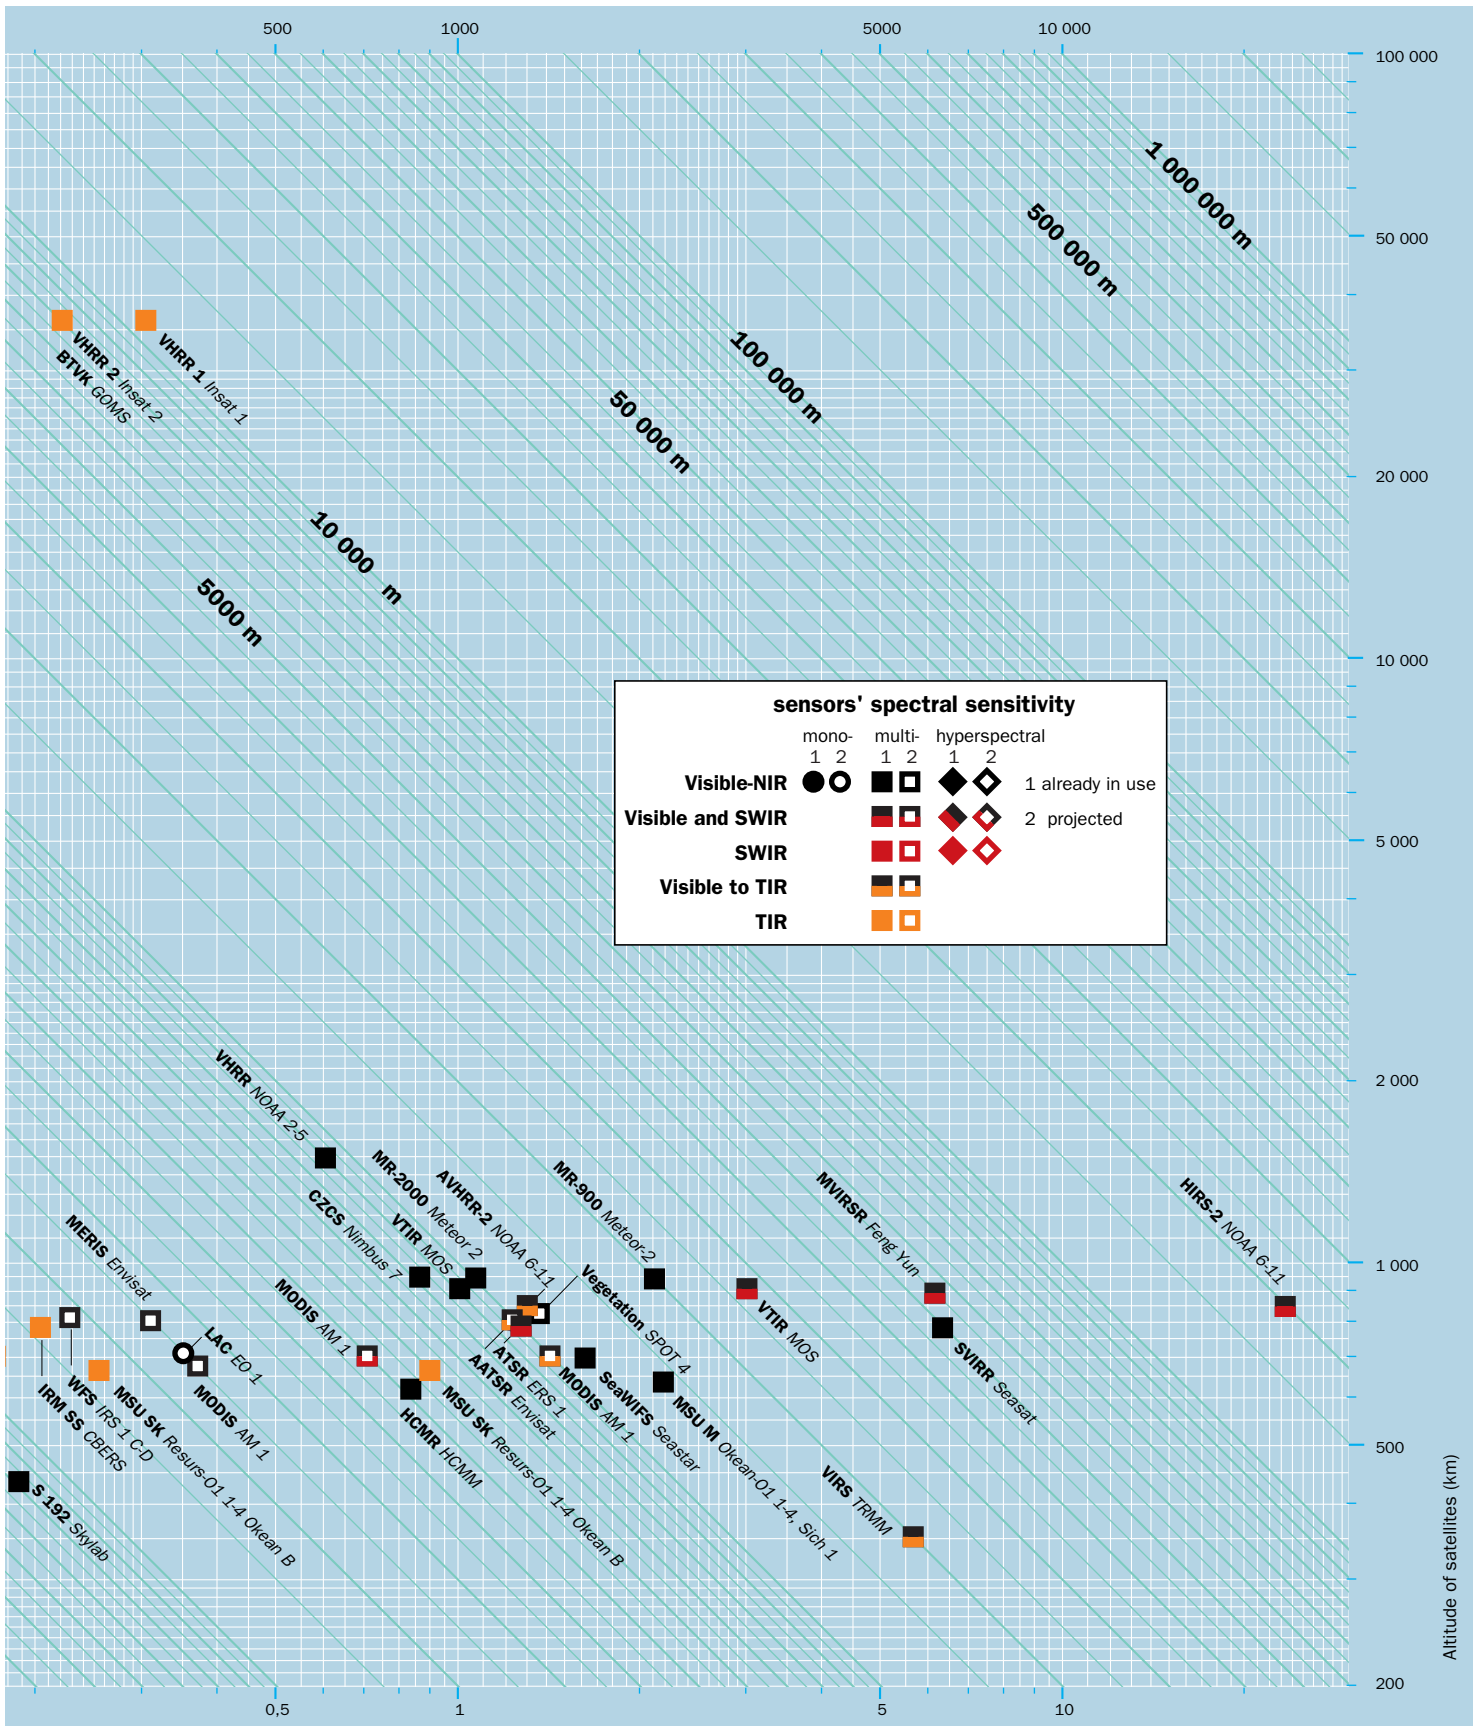 500
1000
5000
10 000
100 000
1 000 000 m
500 000 m
50 000
VHRR 2 Insat 2
BTVK GOMS
VHRR 1 Insat 1
100 000 m
50 000 m
20 000
10 000 m
5000 m
10 000
sensors' spectral sensitivity
mono-
multi-
hyperspectral
1 2 1 2 1 2
Visible-NIR
1 already in use
Visible and SWIR
2 projected
SWIR
Visible to TIR
TIR
5 000
2 000
VHRR NOAA 2-5
MR-2000 Meteor 2
AVHRR-2 NOAA 6-11
MR-900 Meteor-2
MVIRSR Feng Yun
HIRS-2 NOAA 6-11
CZCS Nimbus 7
VTIR MOS
MERIS Envisat
1 000
MODIS AM 1
Vegetation SPOT 4
VTIR MOS
LAC EO 1
MODIS AM 1
SVIRR Seasat
ATSR ERS 1
AATSR Envisat
MODIS AM 1
SeaWIFS Seastar
MSU M Okean-O1 1-4, Sich 1
WFS IRS 1 C-D
IRM SS CBERS
MSU SK Resurs-O1 1-4 Okean B
HCMR HCMM
MSU SK Resurs-O1 1-4 Okean B
500
VIRS TRMM
S 192 Skylab
Altitude of satellites (km)
200
0,5
1
5
10